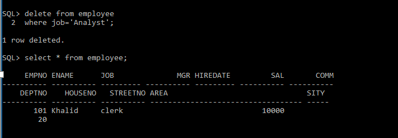 SQL> delete from employee
  2  where job='Analyst';
1 row deleted.
SQL> select * from employee;
     EMPNO ENAME      JOB              MGR HIREDATE         SAL       COMM
---------- ---------- ---------- ---------- --------- ---------- ----------
    DEPTNO    HOUSENO   STREETNO AREA                            SITY
---------- ---------- ---------- ------------------------------ ----------
       101 Khalid     clerk                              10000
        20